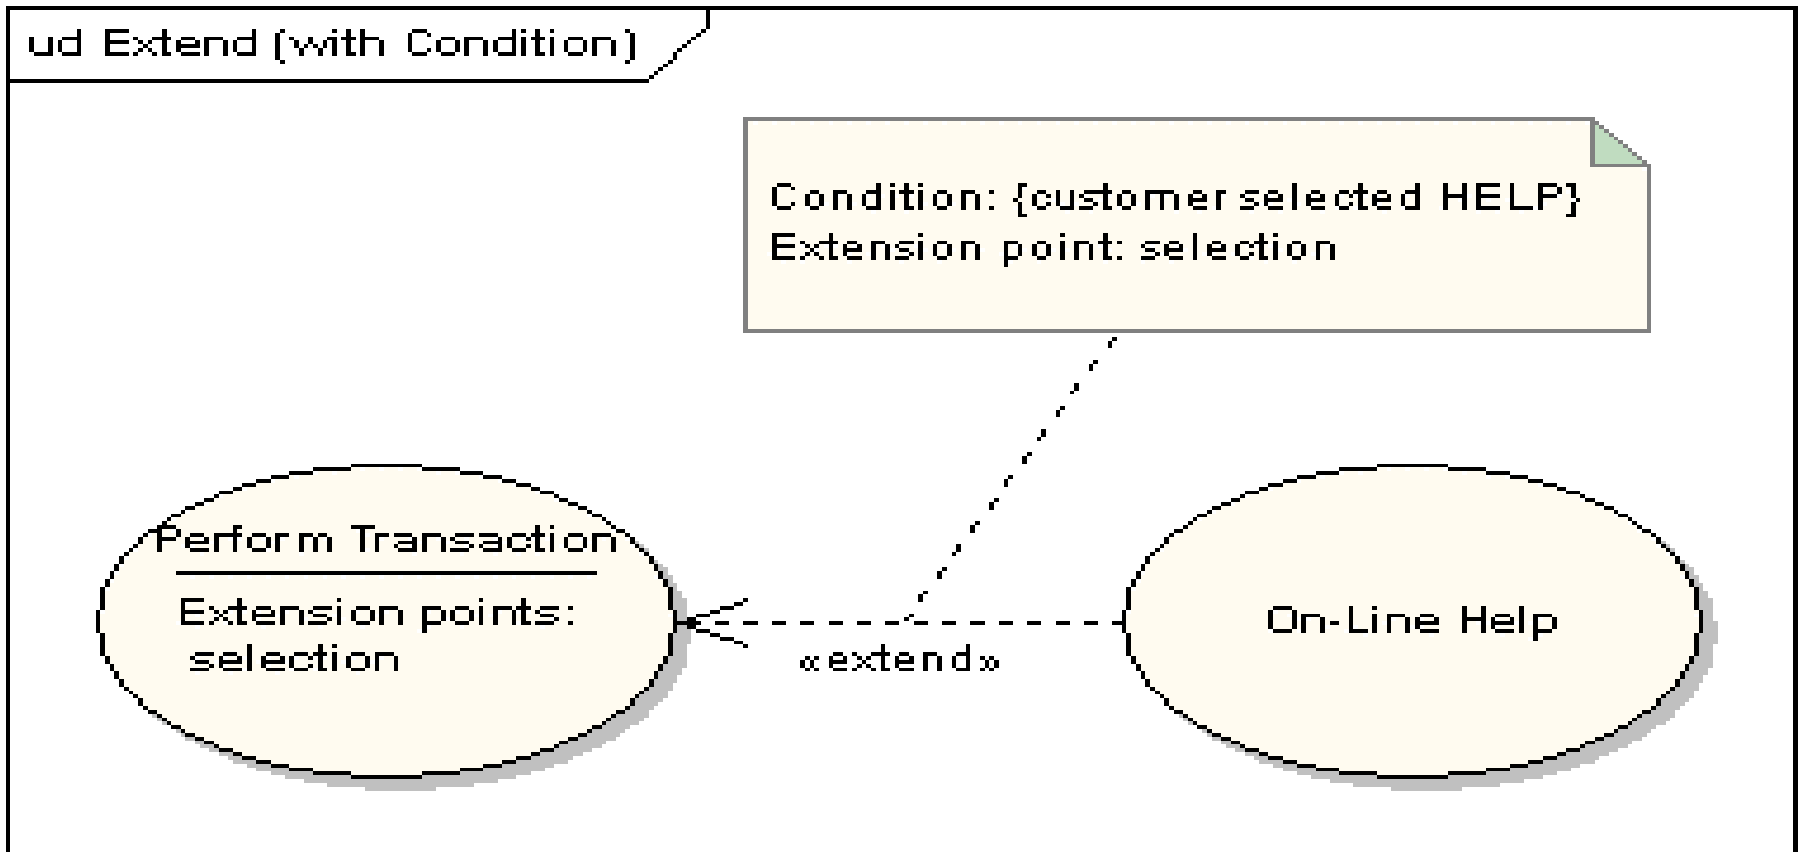 ud Extend (with Condition)
Condition: {customer selected HELP}
Extension point: selection
Perform Transaction
Extension points:
selection
«extend»
On-Line Help